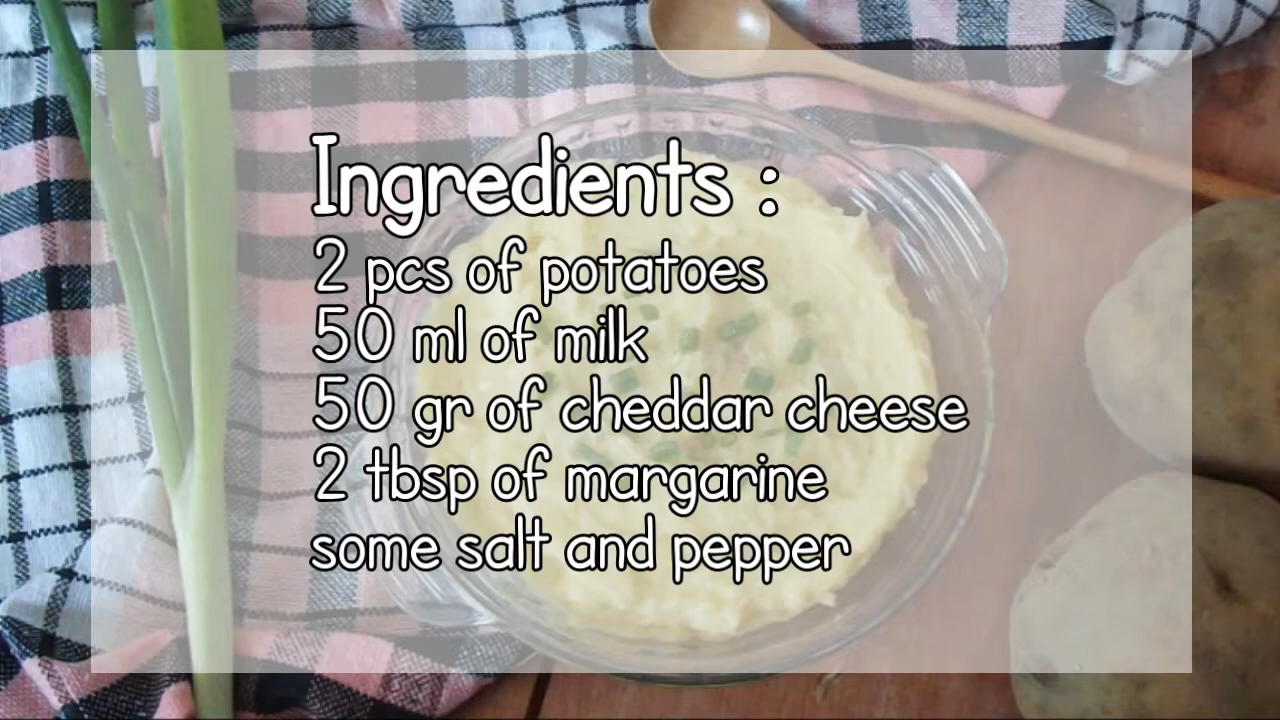 Ingredients :
2 pcs of potatoes
50 ml of milk
50 gr of cheddar cheese
2 tbsp of margarine
some salt and pepper